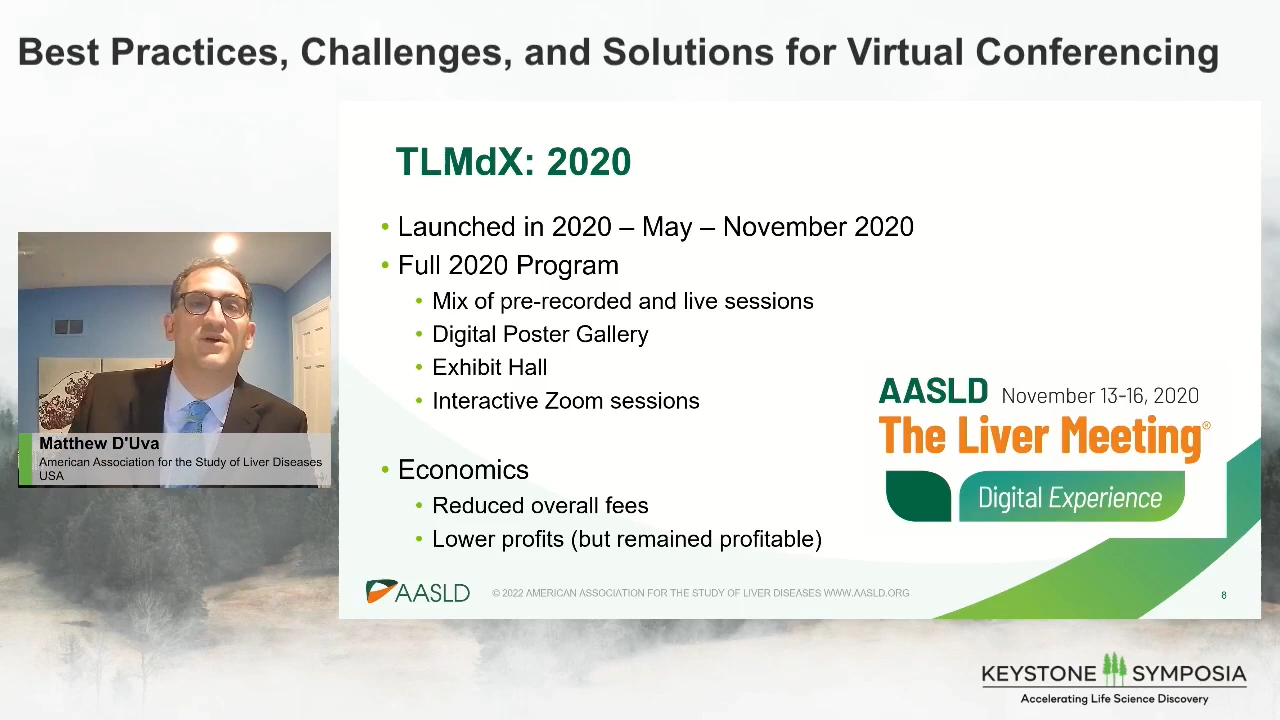 Best Practices, Challenges, and Solutions for Virtual Conferencing
TLMdX: 2020
• Launched in 2020 – May – November 2020
• Full 2020 Program
• Mix of pre-recorded and live sessions
• Digital Poster Gallery
• Exhibit Hall
• Interactive Zoom sessions
• Economics
• Reduced overall fees
• Lower profits (but remained profitable)
AASLD November 13-16, 2020
The Liver Meeting®
Digital Experience
AASLD
© 2022 AMERICAN ASSOCIATION FOR THE STUDY OF LIVER DISEASES WWW.AASLD.ORG
8
Matthew D'Uva
American Association for the Study of Liver Diseases
USA
KEYSTONE SYMPOSIA
Accelerating Life Science Discovery